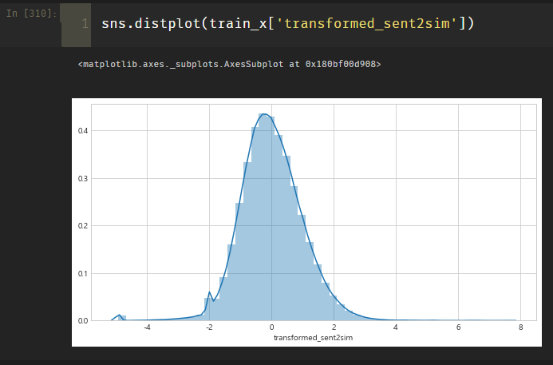 In [310]:
1 sns.distplot(train_x['transformed_sent2sim'])
<matplotlib.axes._subplots.AxesSubplot at 0x180bf00d908>
0.4
0.3
0.2
0.1
0.0
-4 -2 0 2 4 6 8
transformed_sent2sim